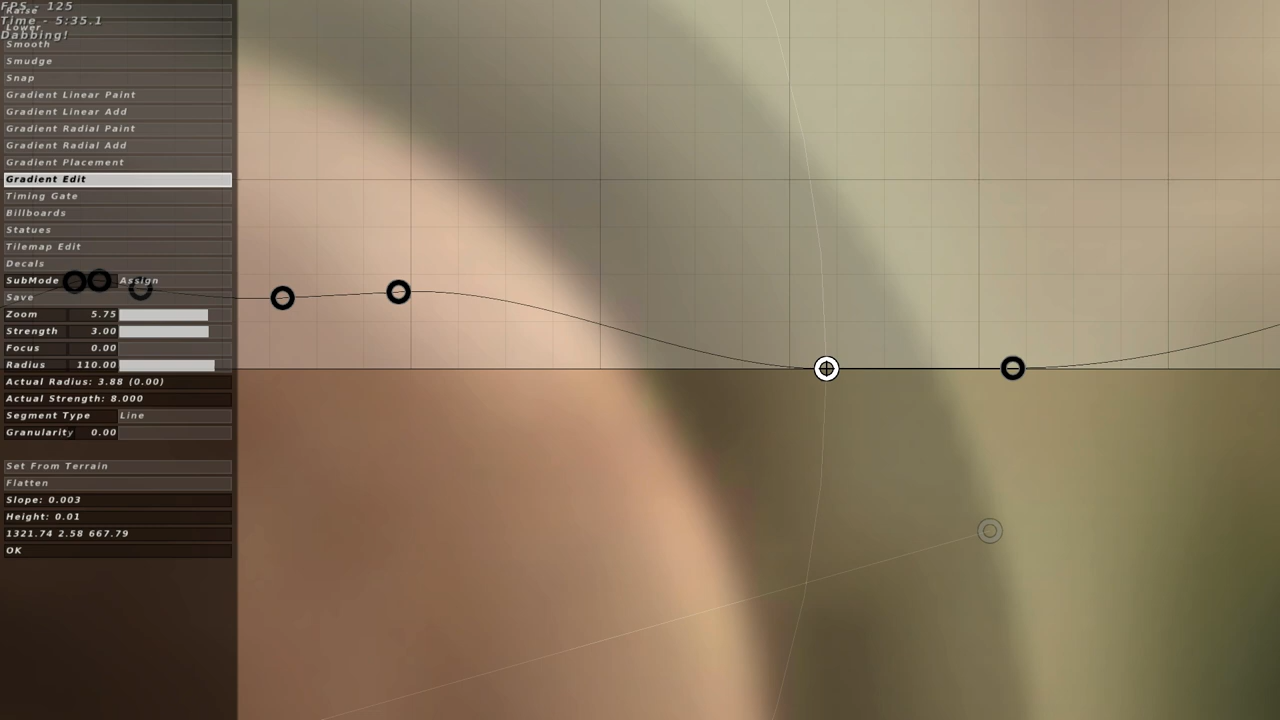 FPS - 125
Raise
Time - 5:35.1
Lower
Dabbing!
Smooth
Smudge
Snap
Gradient Linear Paint
Gradient Linear Add
Gradient Radial Paint
Gradient Radial Add
Gradient Placement
Gradient Edit
Timing Gate
Billboards
Statues
Tilemap Edit
Decals
SubMode Assign
Save
Zoom 5.75
Strength 3.00
Focus 0.00
Radius 110.00
Actual Radius: 3.88 (0.00)
Actual Strength: 8.000
Segment Type Line
Granularity 0.00
Set From Terrain
Flatten
Slope: 0.003
Height: 0.01
1321.74 2.58 667.79
OK